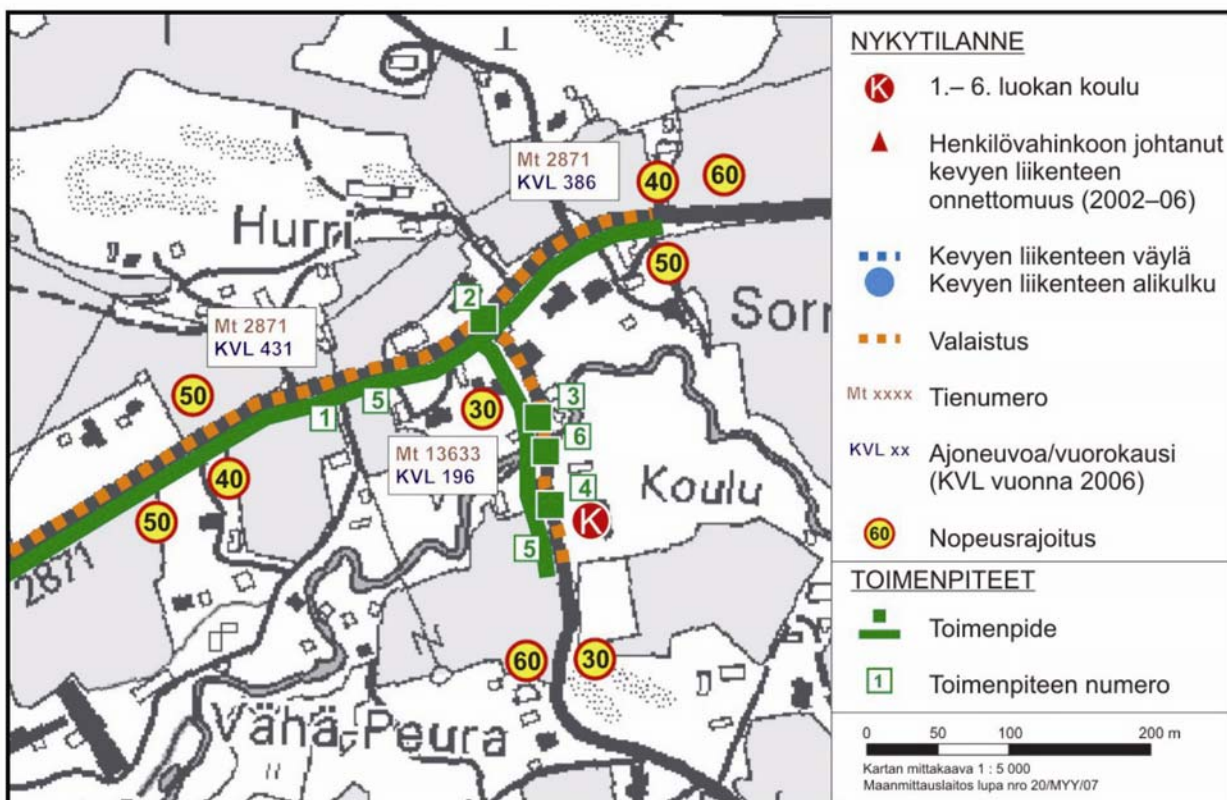 Mt 2871
KVL 386
40
60
Hurri
50
2
Mt 2871
KVL 431
50
1
5
30
3
6
Mt 13633
KVL 196
4
Koulu
K
40
50
5
2871
60
30
Vähä-Peura
NYKYTILANNE
K 1.– 6. luokan koulu
Henkilövahinkoon johtanut
kevyen liikenteen
onnettomuus (2002–06)
Kevyen liikenteen väylä
Kevyen liikenteen alikulku
Valaistus
Mt xxxx Tienumero
KVL xx Ajoneuvoa/vuorokausi
(KVL vuonna 2006)
60 Nopeusrajoitus
TOIMENPITEET
Toimenpide
1 Toimenpiteen numero
0 50 100 200 m
Kartan mittakaava 1 : 5 000
Maanmittauslaitos lupa nro 20/MYY/07